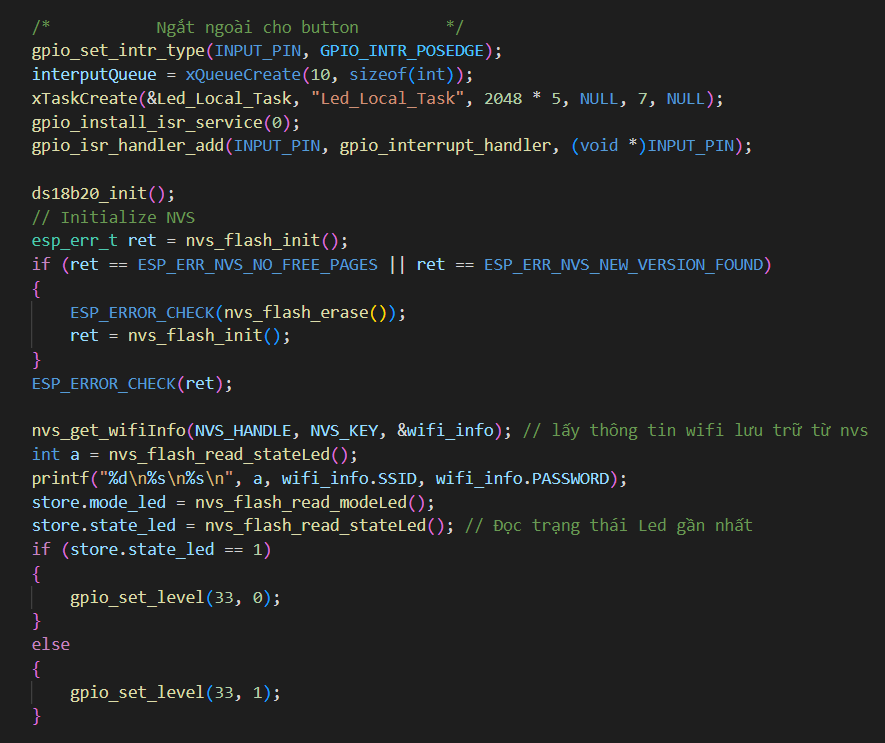 /*           Ngắt ngoài cho button         */
gpio_set_intr_type(INPUT_PIN, GPIO_INTR_POSEDGE);
interputQueue = xQueueCreate(10, sizeof(int));
xTaskCreate(&Led_Local_Task, "Led_Local_Task", 2048 * 5, NULL, 7, NULL);
gpio_install_isr_service(0);
gpio_isr_handler_add(INPUT_PIN, gpio_interrupt_handler, (void *)INPUT_PIN);

ds18b20_init();
// Initialize NVS
esp_err_t ret = nvs_flash_init();
if (ret == ESP_ERR_NVS_NO_FREE_PAGES || ret == ESP_ERR_NVS_NEW_VERSION_FOUND)
{
    ESP_ERROR_CHECK(nvs_flash_erase());
    ret = nvs_flash_init();
}
ESP_ERROR_CHECK(ret);

nvs_get_wifiInfo(NVS_HANDLE, NVS_KEY, &wifi_info); // lấy thông tin wifi lưu trữ từ nvs
int a = nvs_flash_read_stateLed();
printf("%d\n%s\n%s\n", a, wifi_info.SSID, wifi_info.PASSWORD);
store.mode_led = nvs_flash_read_modeLed();
store.state_led = nvs_flash_read_stateLed(); // Đọc trạng thái Led gần nhất
if (store.state_led == 1)
{
    gpio_set_level(33, 0);
}
else
{
    gpio_set_level(33, 1);
}